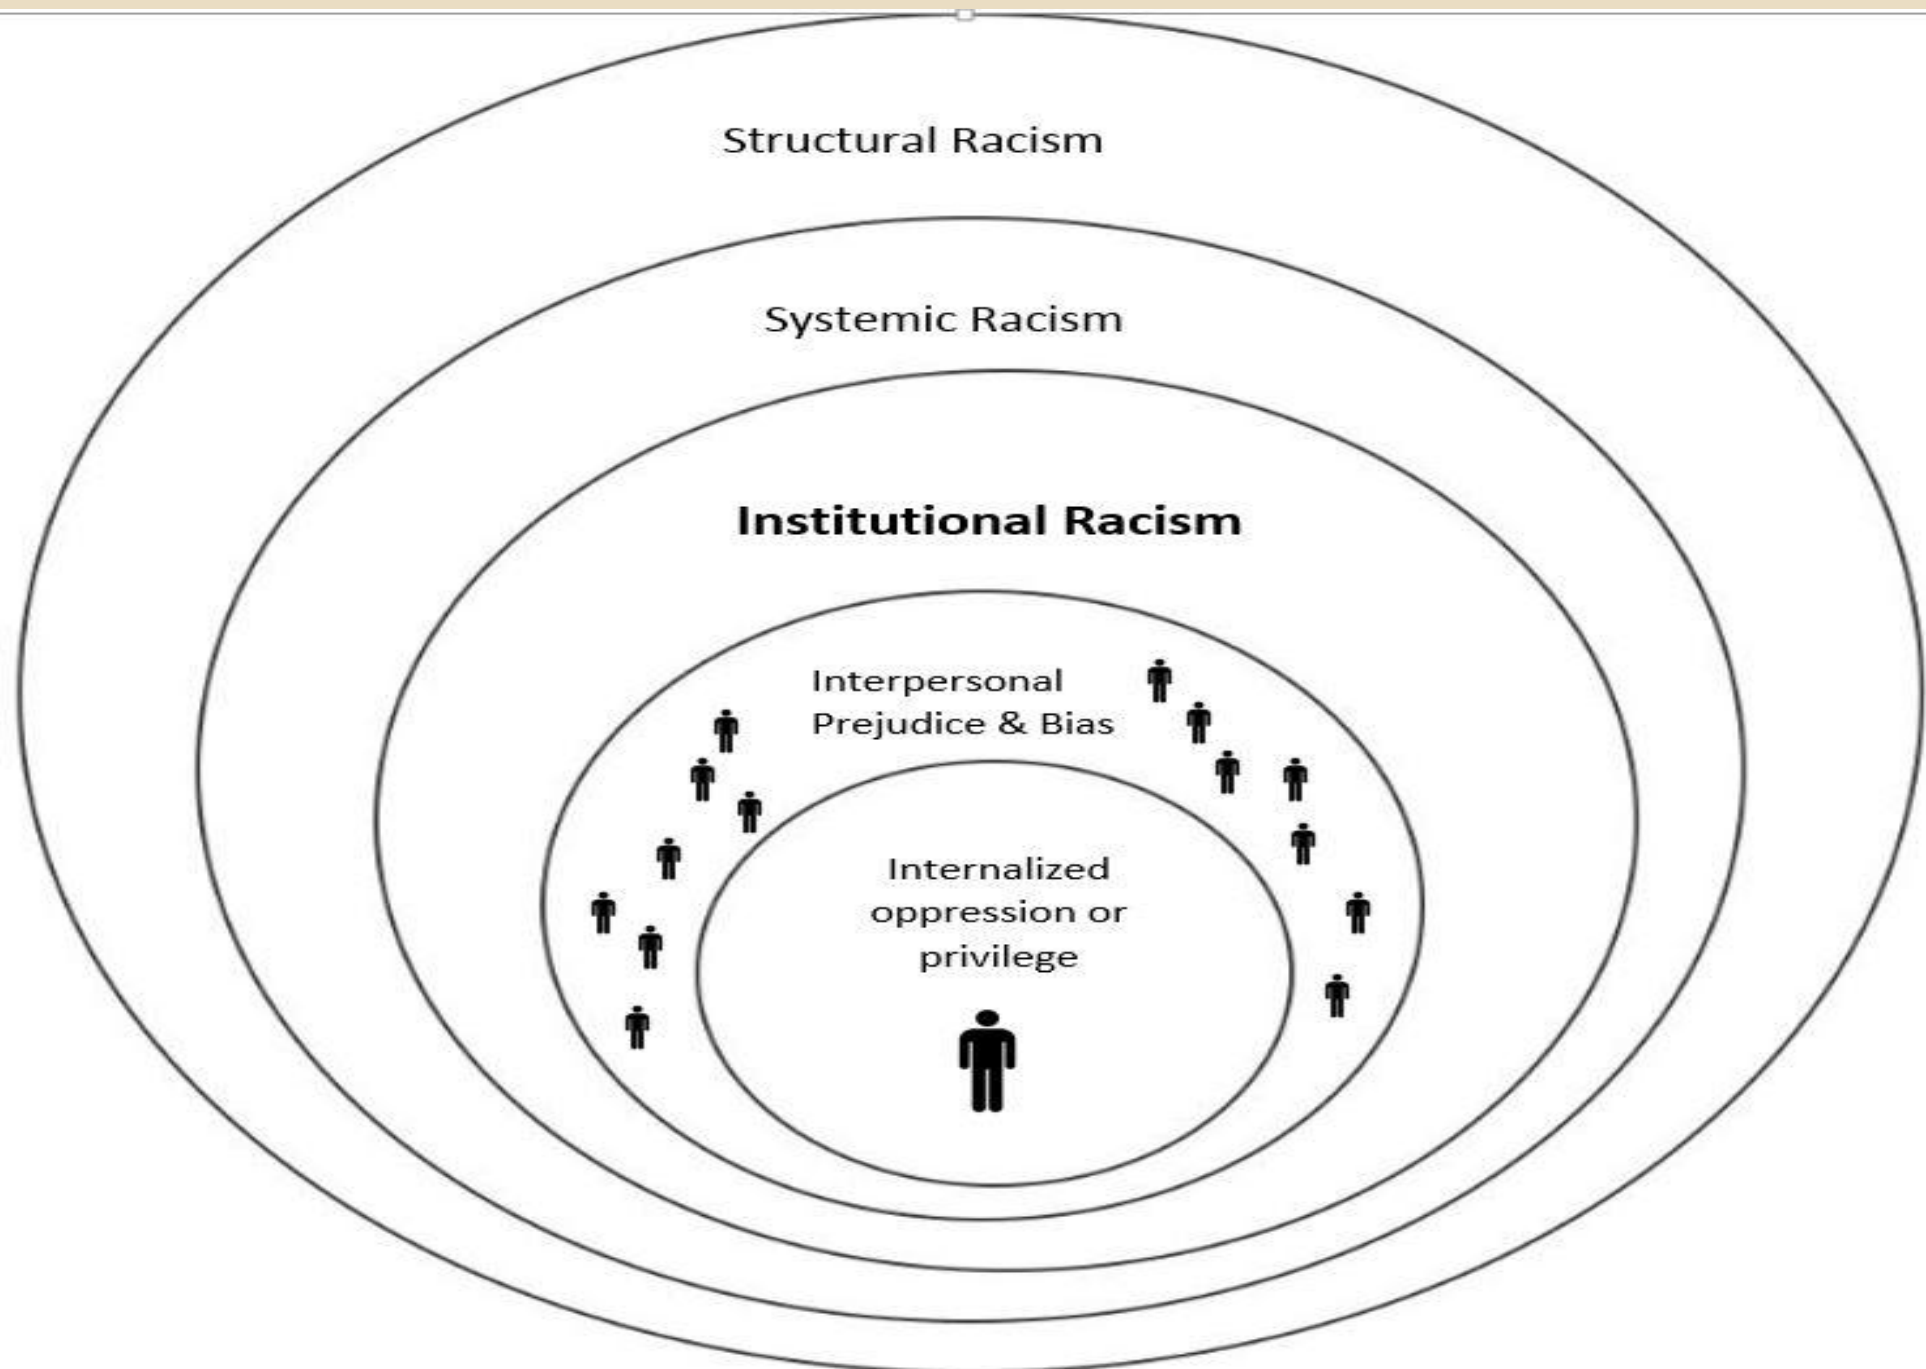 Structural Racism
Systemic Racism
Institutional Racism
Interpersonal
Prejudice & Bias
Internalized
oppression or
privilege